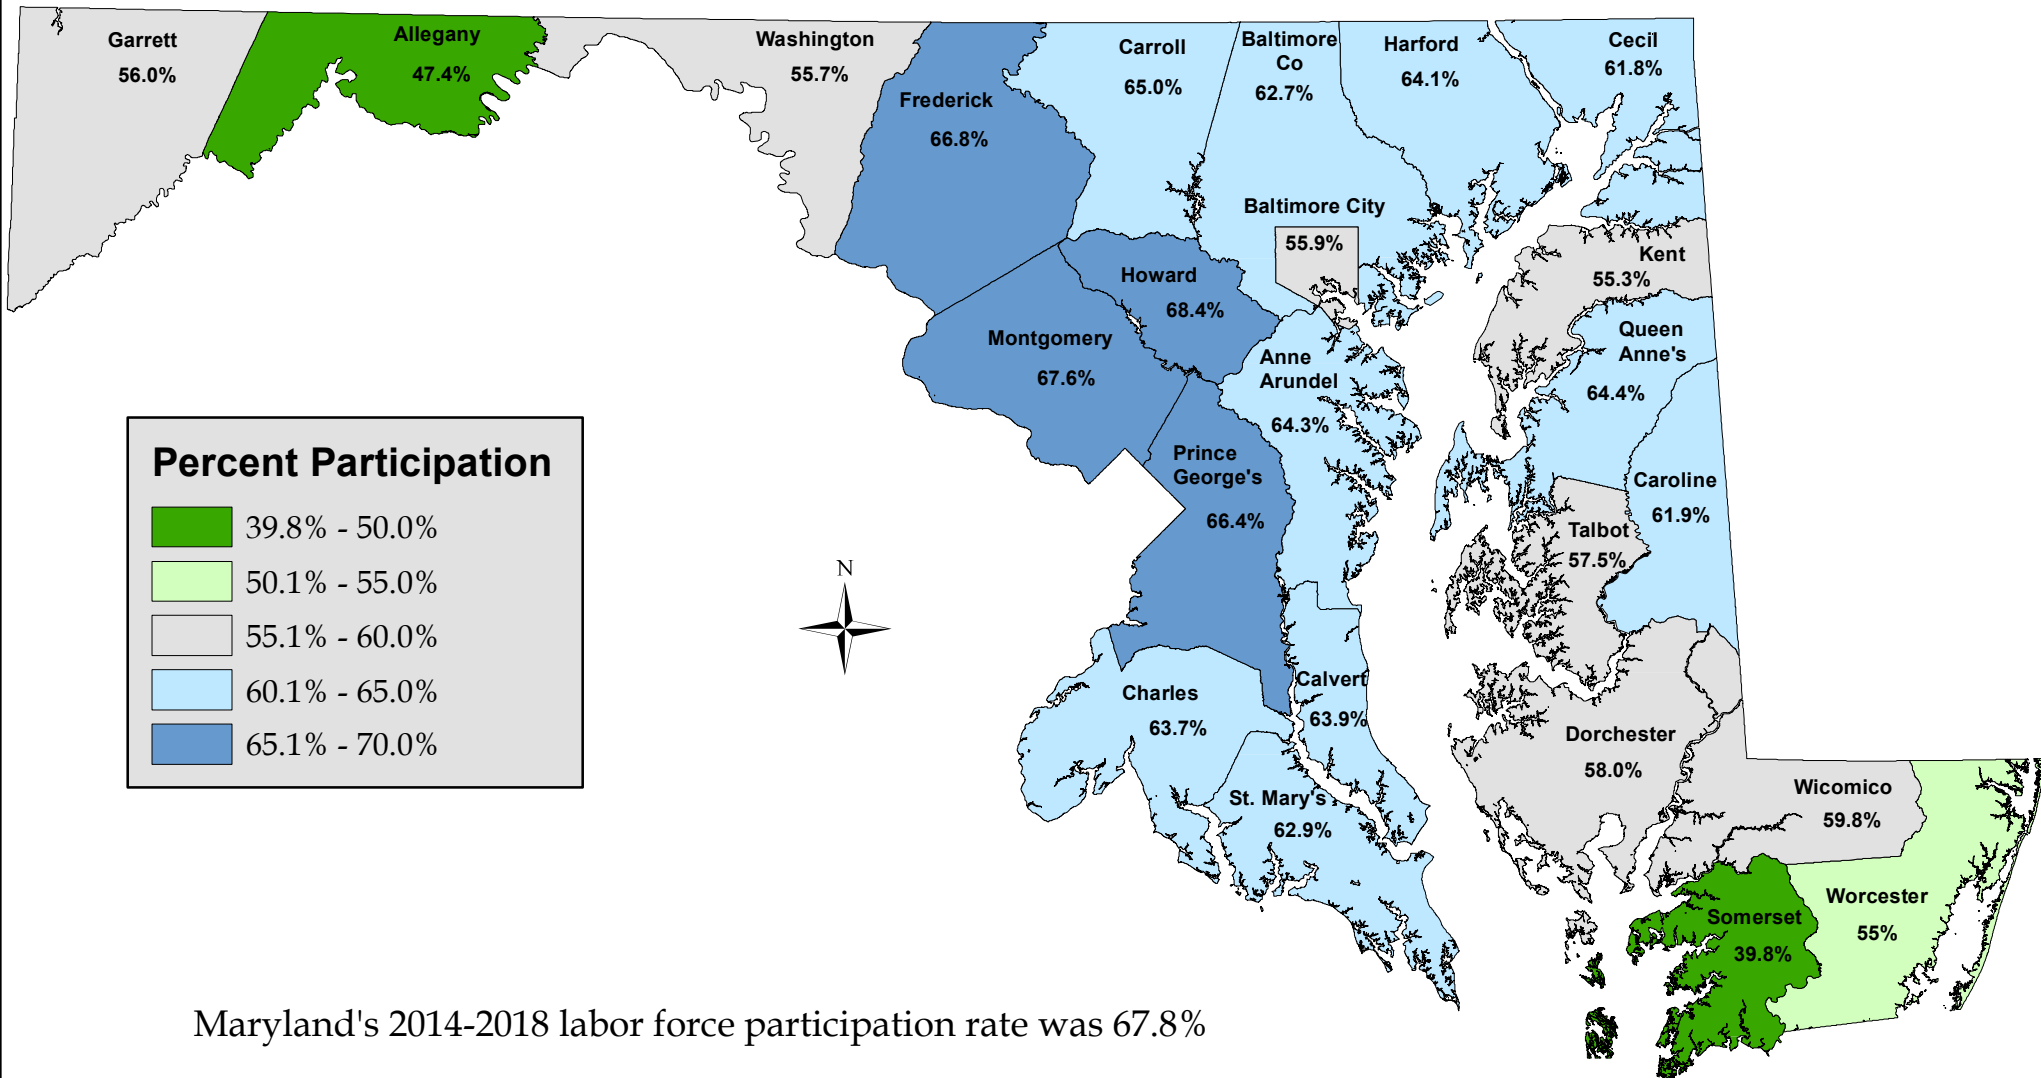 Garrett
56.0%
Allegany
47.4%
Washington
55.7%
Frederick
66.8%
Carroll
65.0%
Baltimore
Co
62.7%
Harford
64.1%
Cecil
61.8%
Baltimore City
55.9%
Kent
55.3%
Howard
68.4%
Montgomery
67.6%
Anne
Arundel
64.3%
Queen
Anne's
64.4%
Prince
George's
66.4%
Caroline
61.9%
Talbot
57.5%
Percent Participation
39.8% - 50.0%
50.1% - 55.0%
55.1% - 60.0%
60.1% - 65.0%
65.1% - 70.0%
N
Charles
63.7%
Calvert
63.9%
St. Mary's
62.9%
Dorchester
58.0%
Wicomico
59.8%
Worcester
55%
Somerset
39.8%
Maryland's 2014-2018 labor force participation rate was 67.8%